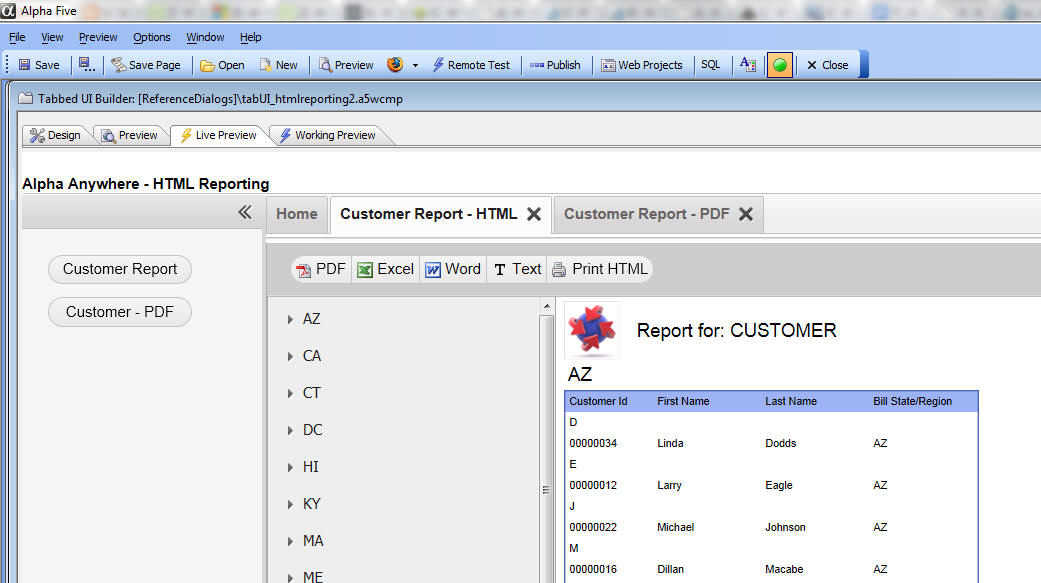 Alpha Five
File View Preview Options Window Help
Save Save Page Open New Preview Remote Test Publish Web Projects SQL A Close
Tabbed UI Builder: [ReferenceDialogs]\tabUI_htmlreporting2.a5wcmp
Design Preview Live Preview Working Preview
Alpha Anywhere - HTML Reporting
Home Customer Report - HTML Customer Report - PDF
Customer Report
Customer - PDF
PDF Excel Word Text Print HTML
AZ
CA
CT
DC
HI
KY
MA
ME
Report for: CUSTOMER
AZ
Customer Id First Name Last Name Bill State/Region
D
00000034 Linda Dodds AZ
E
00000012 Larry Eagle AZ
J
00000022 Michael Johnson AZ
M
00000016 Dillan Macabe AZ